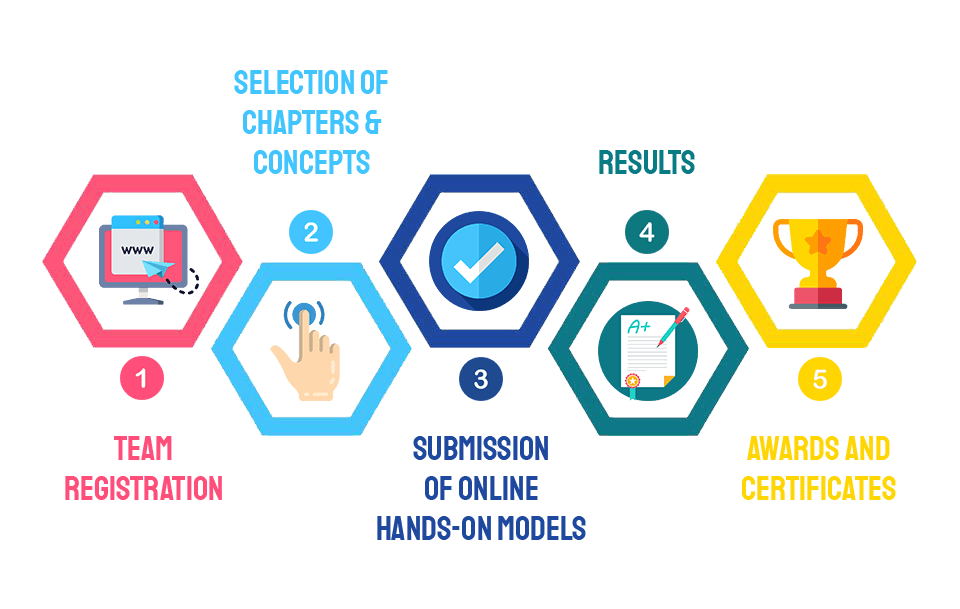 1
TEAM
REGISTRATION
WWW
SELECTION OF
CHAPTERS &
CONCEPTS
2
3
SUBMISSION
OF ONLINE
HANDS-ON MODELS
RESULTS
4
A+
5
AWARDS AND
CERTIFICATES